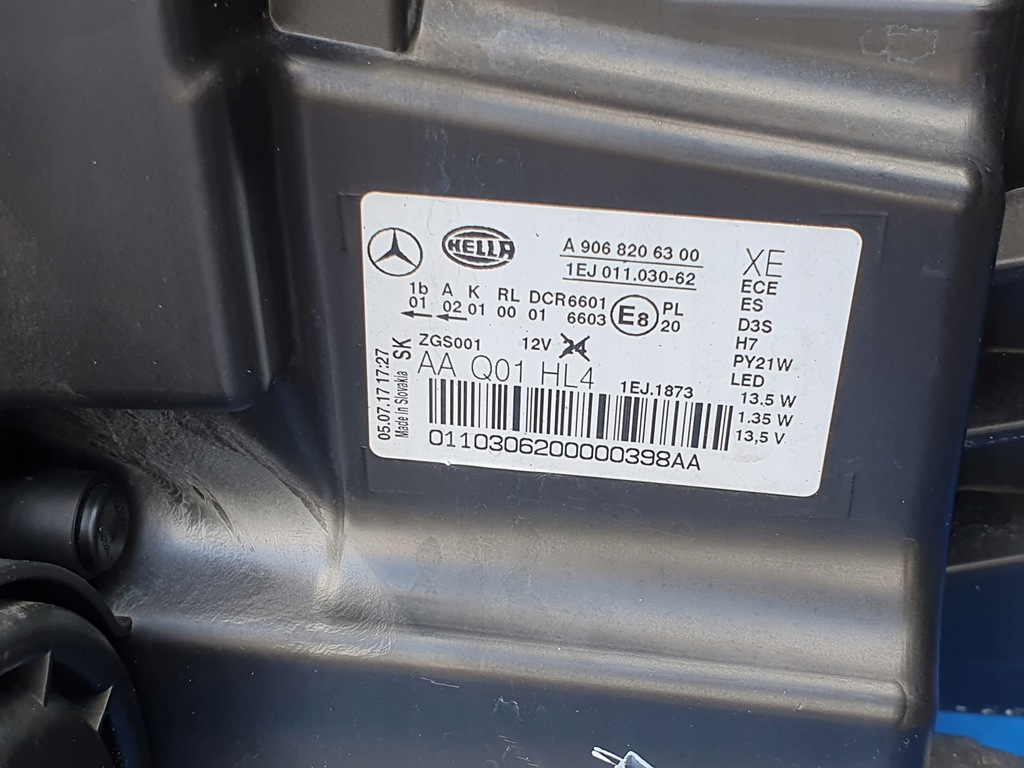 HELLA
A 906 820 63 00
1EJ 011.030-62
XE
ECE
ES
D3S
H7
PY21W
LED
13.5 W
1.35 W
13,5 V
1b A K RL DCR 6601 E8 PL
01 02 01 00 01 6603 20
ZGS001 12V 24
AA Q01 HL4 1EJ.1873
0110306200000398AA
05.07.17 17:27 SK
Made in Slovakia